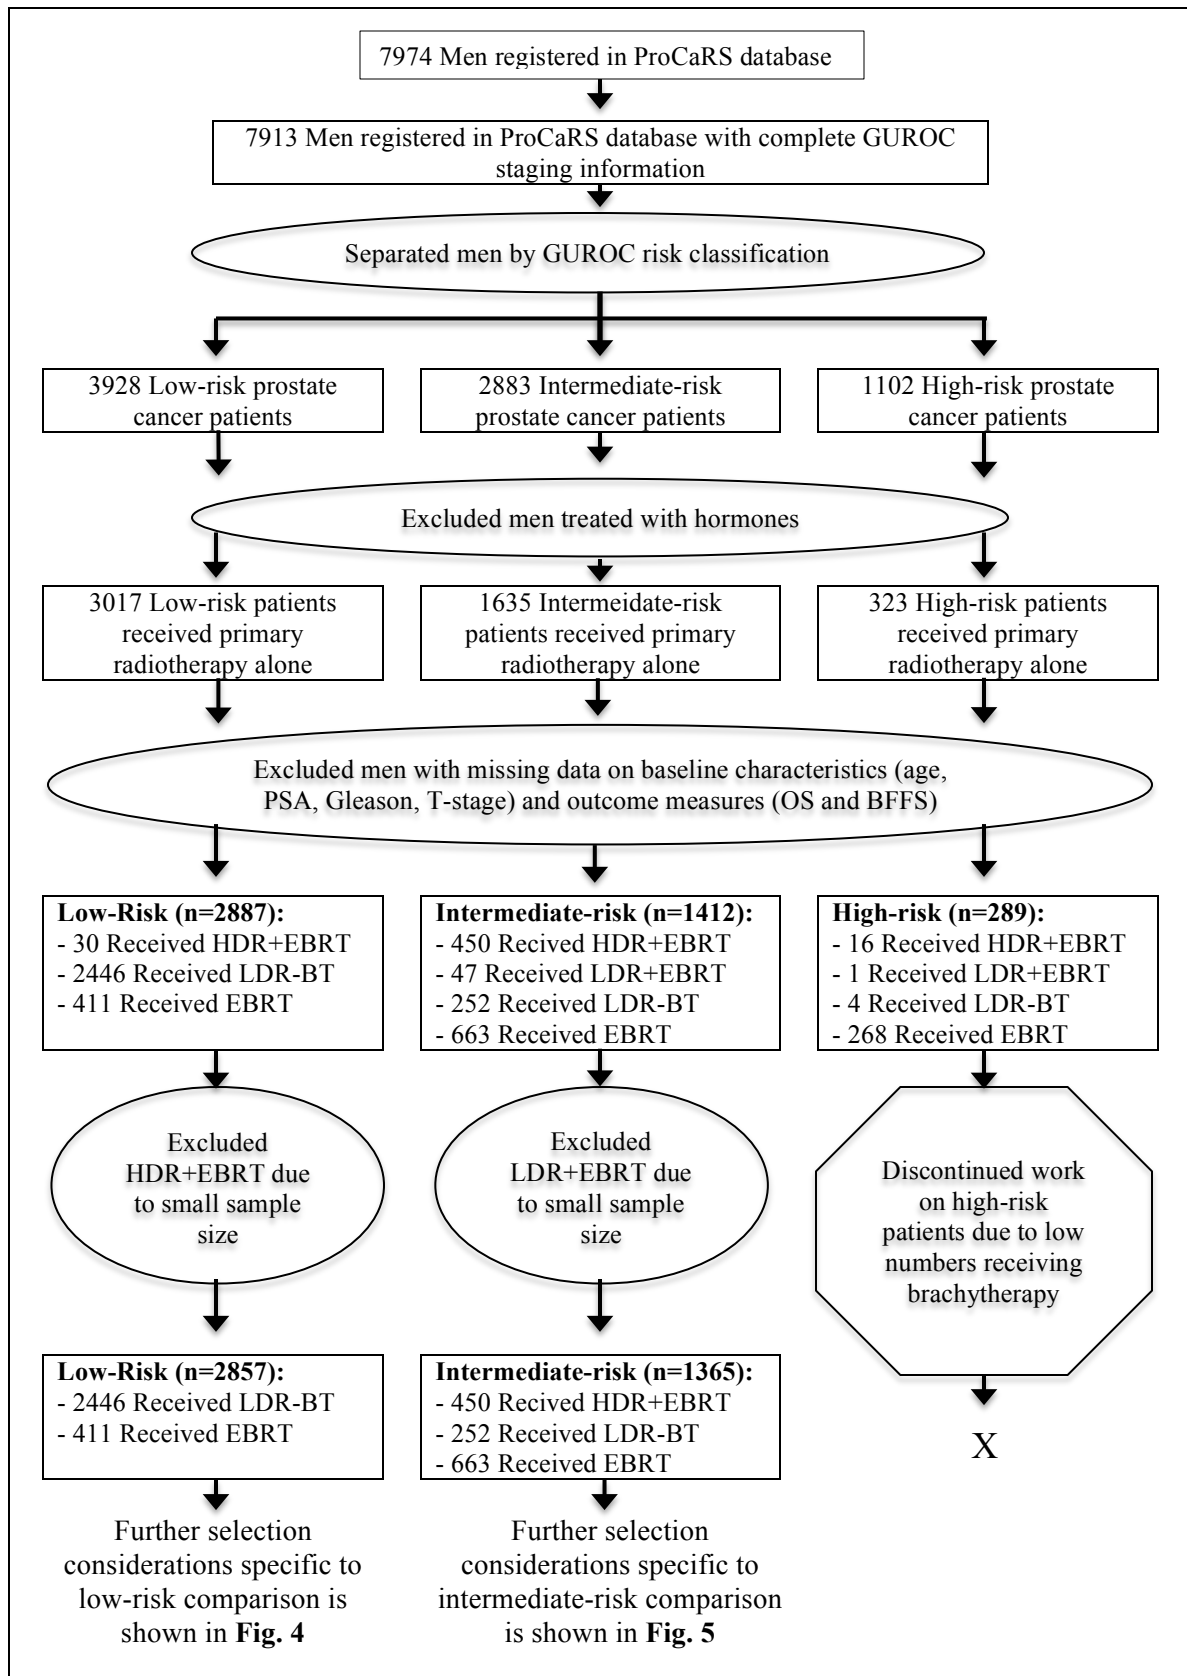 7974 Men registered in ProCaRS database
7913 Men registered in ProCaRS database with complete GUROC
staging information
Separated men by GUROC risk classification
3928 Low-risk prostate
cancer patients
2883 Intermediate-risk
prostate cancer patients
1102 High-risk prostate
cancer patients
Excluded men treated with hormones
3017 Low-risk patients
received primary
radiotherapy alone
1635 Intermeidate-risk
patients received primary
radiotherapy alone
323 High-risk patients
received primary
radiotherapy alone
Excluded men with missing data on baseline characteristics (age,
PSA, Gleason, T-stage) and outcome measures (OS and BFFS)
Low-Risk (n=2887):
- 30 Received HDR+EBRT
- 2446 Received LDR-BT
- 411 Received EBRT
Intermediate-risk (n=1412):
- 450 Recived HDR+EBRT
- 47 Received LDR+EBRT
- 252 Received LDR-BT
- 663 Received EBRT
High-risk (n=289):
- 16 Received HDR+EBRT
- 1 Received LDR+EBRT
- 4 Received LDR-BT
- 268 Received EBRT
Excluded
HDR+EBRT due
to small sample
size
Excluded
LDR+EBRT due
to small sample
size
Discontinued work
on high-risk
patients due to low
numbers receiving
brachytherapy
Low-Risk (n=2857):
- 2446 Received LDR-BT
- 411 Received EBRT
Intermediate-risk (n=1365):
- 450 Recived HDR+EBRT
- 252 Received LDR-BT
- 663 Received EBRT
X
Further selection
considerations specific to
low-risk comparison is
shown in Fig. 4
Further selection
considerations specific to
intermediate-risk comparison
is shown in Fig. 5